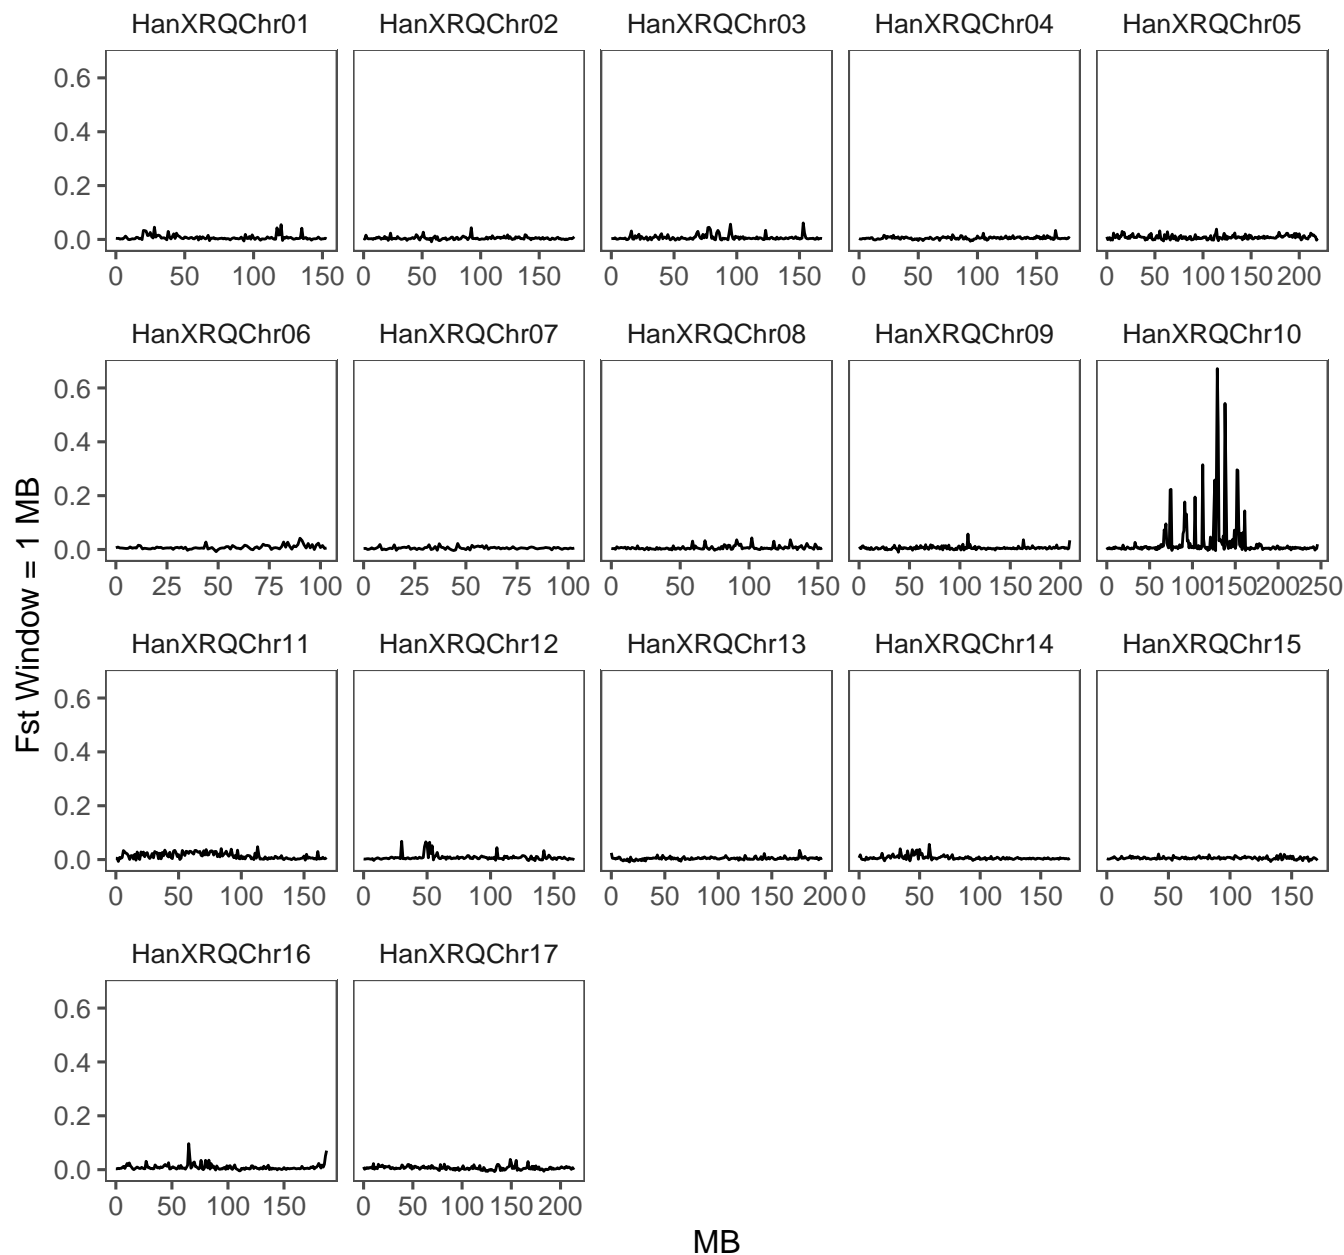 HanXRQChr01 HanXRQChr02 HanXRQChr03 HanXRQChr04 HanXRQChr05
0.6
0.4
0.2
0.0
0 50 100 150 0 50 100 150 0 50 100 150 0 50 100 150 0 50 100 150 200
HanXRQChr06 HanXRQChr07 HanXRQChr08 HanXRQChr09 HanXRQChr10
0.6
0.4
0.2
0.0
0 25 50 75 100 0 25 50 75 100 0 50 100 150 0 50 100 150 200 0 50 100 150 200 250
Fst Window = 1 MB
HanXRQChr11 HanXRQChr12 HanXRQChr13 HanXRQChr14 HanXRQChr15
0.6
0.4
0.2
0.0
0 50 100 150 0 50 100 150 0 50 100 150 200 0 50 100 150 0 50 100 150
HanXRQChr16 HanXRQChr17
0.6
0.4
0.2
0.0
0 50 100 150 0 50 100 150 200
MB